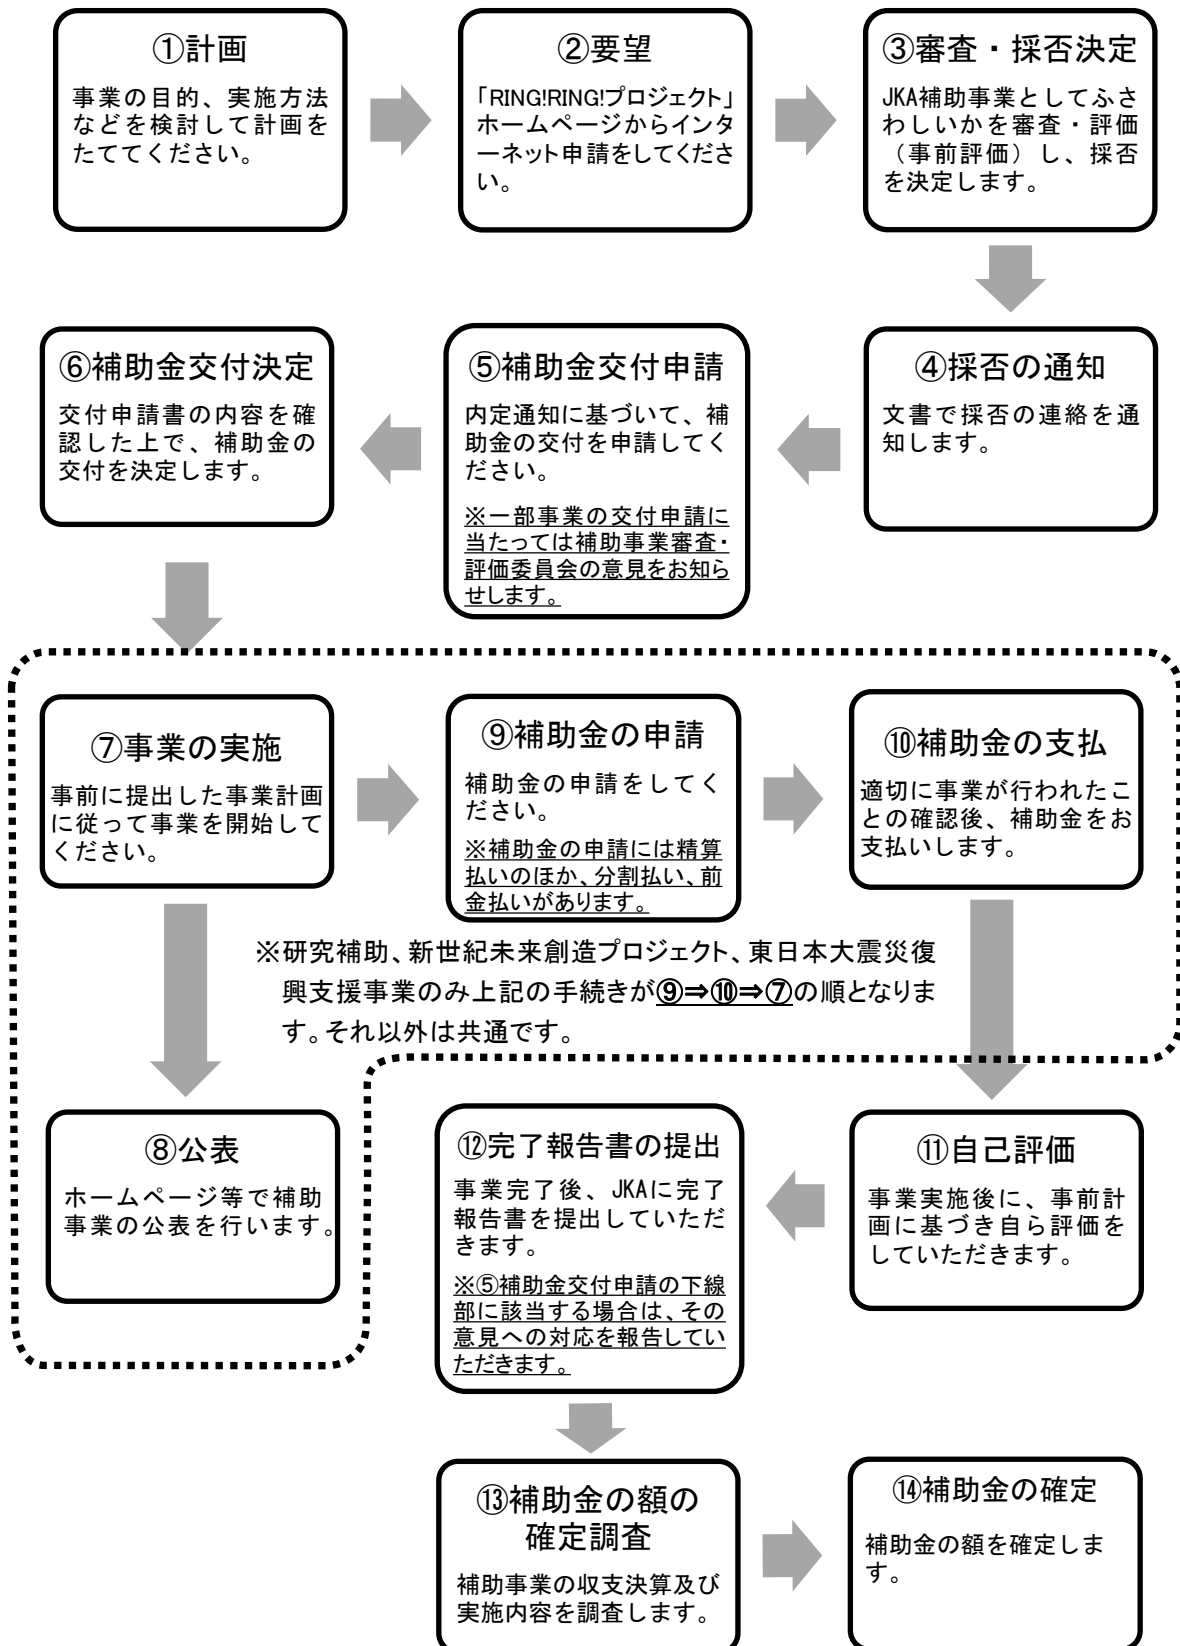 ①計画
事業の目的、実施方法
などを検討して計画を
たててください。
②要望
「RING!RING!プロジェクト」
ホームページからインタ
ーネット申請をしてくださ
い。
③審査・採否決定
JKA補助事業としてふさ
わしいかを審査・評価
（事前評価）し、採否
を決定します。
④採否の通知
文書で採否の連絡を通
知します。
⑤補助金交付申請
内定通知に基づいて、補
助金の交付を申請してく
ださい。
※一部事業の交付申請に
当たっては補助事業審査・
評価委員会の意見をお知ら
せします。
⑥補助金交付決定
交付申請書の内容を確
認した上で、補助金の
交付を決定します。
⑦事業の実施
事前に提出した事業計画
に従って事業を開始して
ください。
⑨補助金の申請
補助金の申請をしてく
ださい。
※補助金の申請には精算
払いのほか、分割払い、前
金払いがあります。
⑩補助金の支払
適切に事業が行われたこ
との確認後、補助金をお
支払いします。
※研究補助、新世紀未来創造プロジェクト、東日本大震災復
興支援事業のみ上記の手続きが⑨⇒⑩⇒⑦の順となりま
す。それ以外は共通です。
⑧公表
ホームページ等で補助
事業の公表を行います。
⑪自己評価
事業実施後に、事前計
画に基づき自ら評価を
していただきます。
⑫完了報告書の提出
事業完了後、JKAに完了
報告書を提出していただ
きます。
※⑤補助金交付申請の下線
部に該当する場合は、その
意見への対応を報告してい
ただきます。
⑬補助金の額の
確定調査
補助事業の収支決算及び
実施内容を調査します。
⑭補助金の確定
補助金の額を確定しま
す。